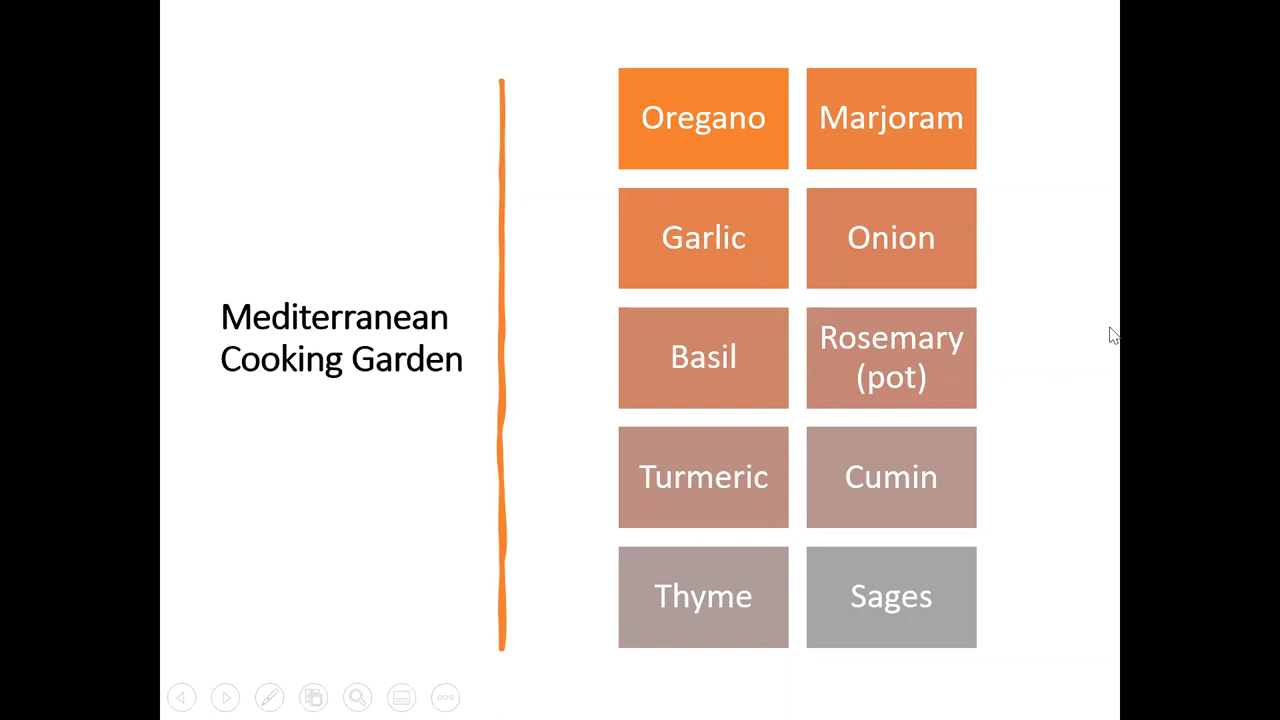 Mediterranean
Cooking Garden
Oregano
Marjoram
Garlic
Onion
Basil
Rosemary
(pot)
Turmeric
Cumin
Thyme
Sages